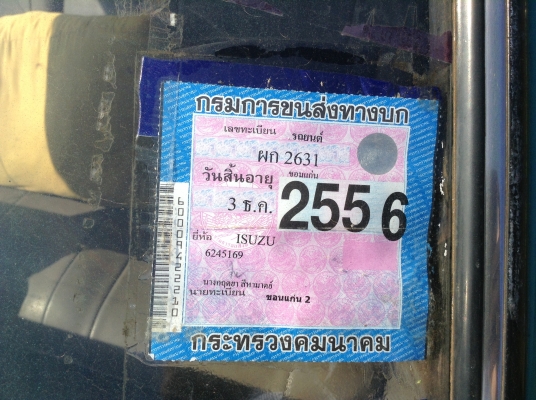 กรมการขนส่งทางบก
เลขทะเบียน รถยนต์
ผก 2631
ขอนแก่น
วันสิ้นอายุ
3 ธ.ค. 2556
ยี่ห้อ ISUZU
6245169
นายทะเบียน ขอนแก่น 2
กระทรวงคมนาคม